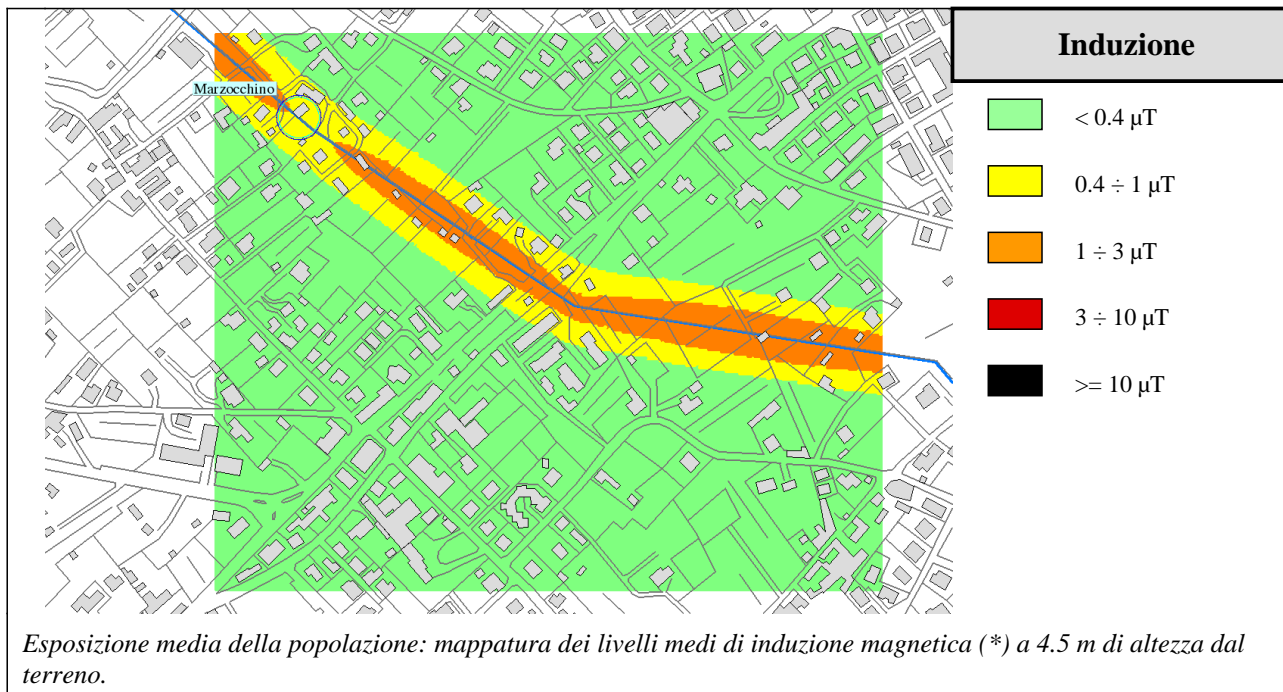 Induzione
Marzocchino
< 0.4 µT
0.4 ÷ 1 µT
1 ÷ 3 µT
3 ÷ 10 µT
>= 10 µT
Esposizione media della popolazione: mappatura dei livelli medi di induzione magnetica (*) a 4.5 m di altezza dal
terreno.